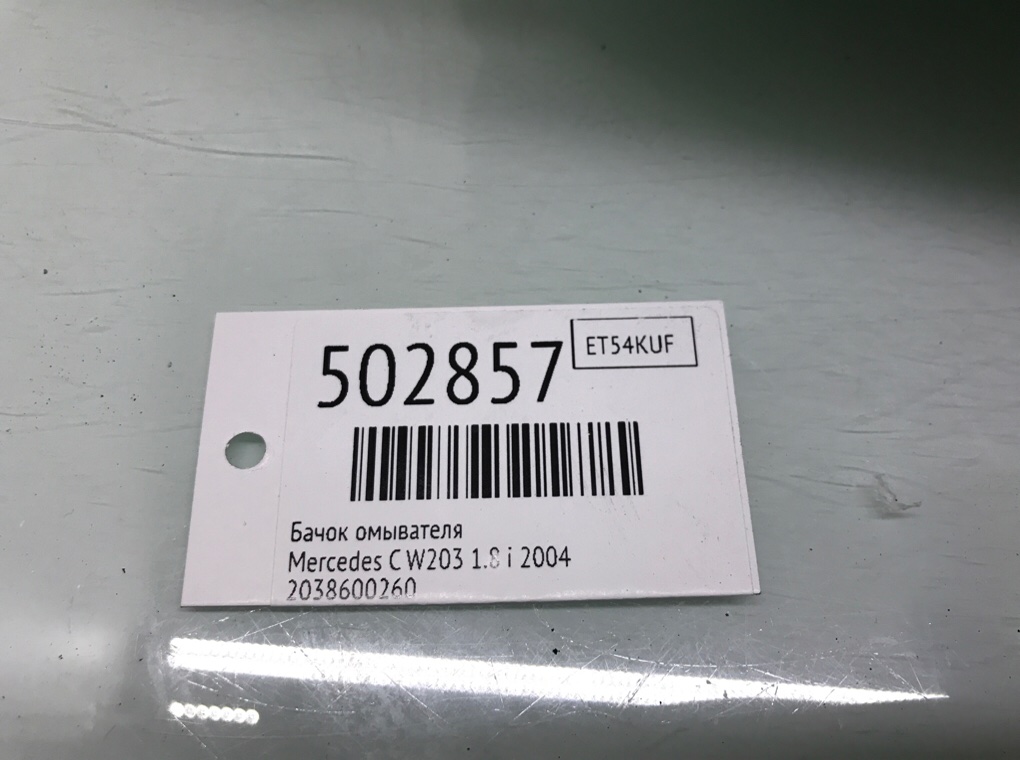 502857
ET54KUF
Бачок омывателя
Mercedes C W203 1.8 i 2004
2038600260